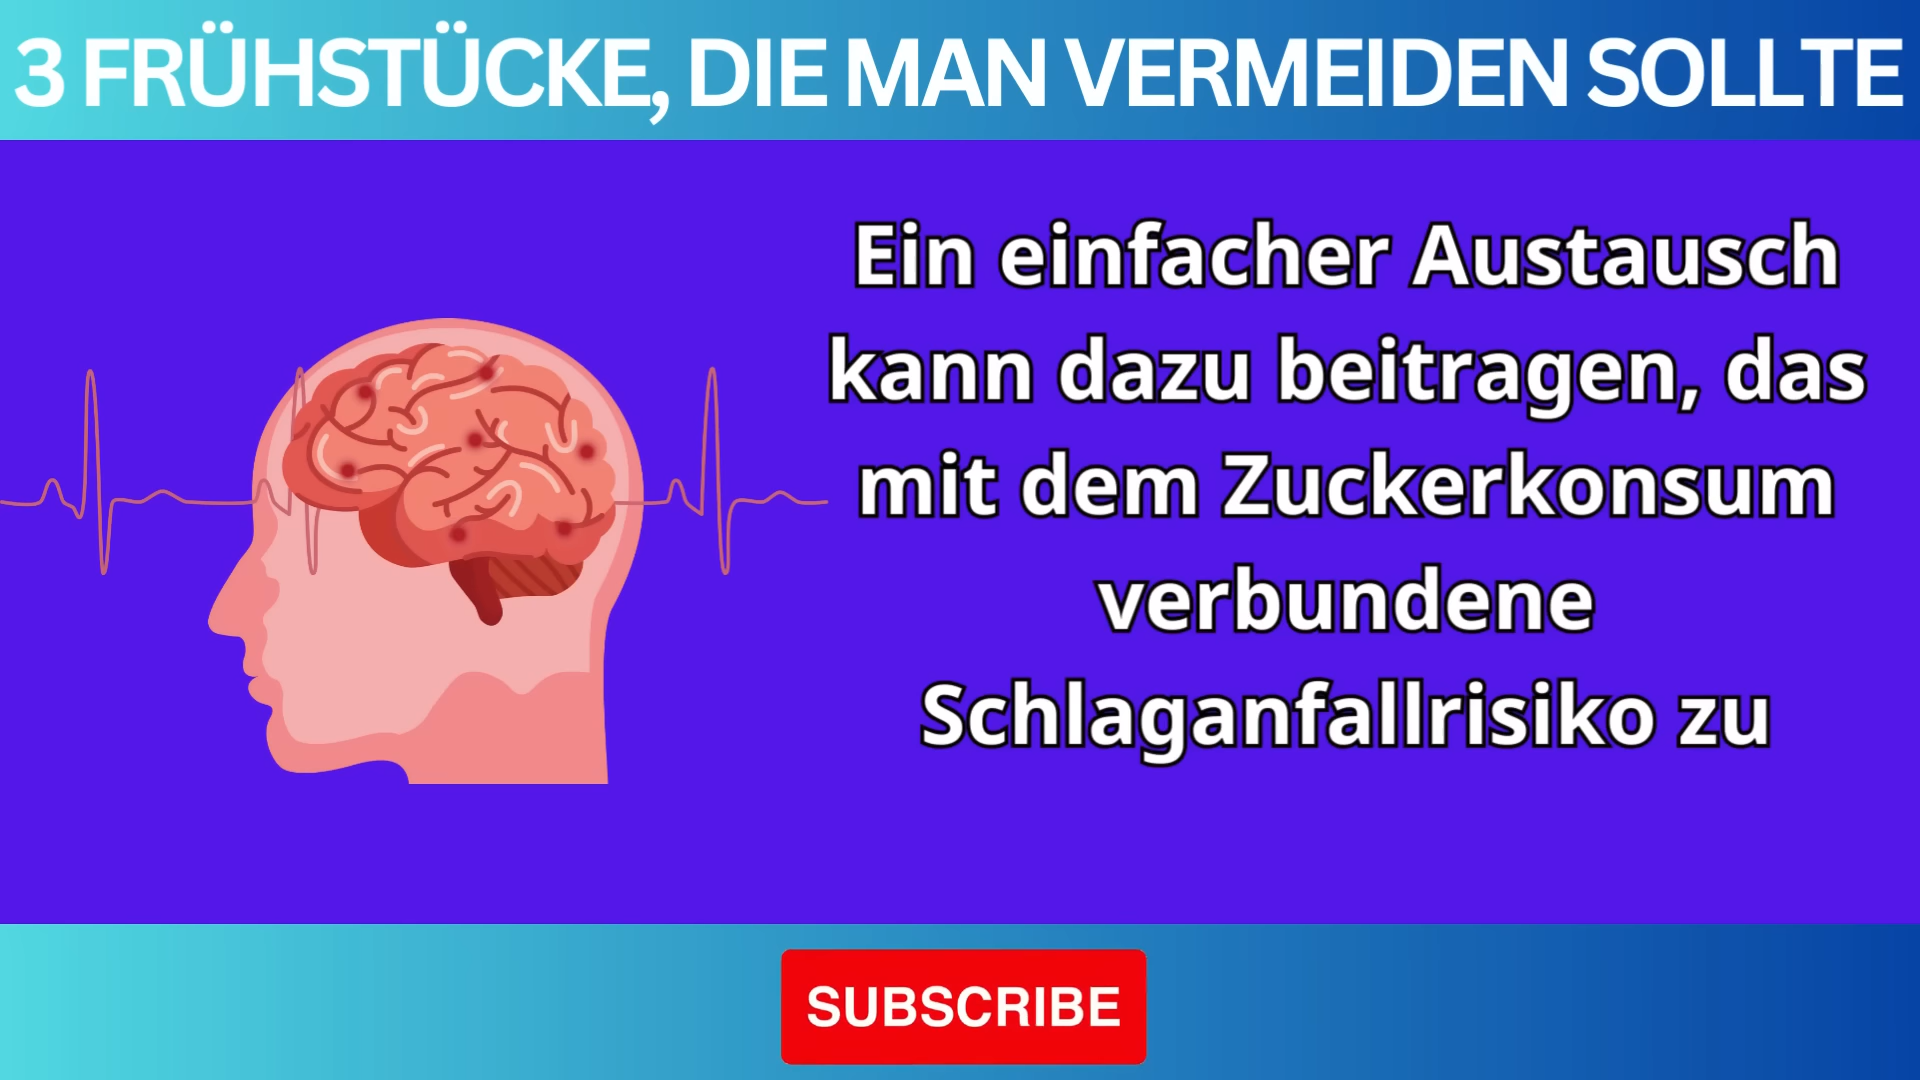 3 FRÜHSTÜCKE, DIE MAN VERMEIDEN SOLLTE
Ein einfacher Austausch
kann dazu beitragen, das
mit dem Zuckerkonsum
verbundene
Schlaganfallrisiko zu
SUBSCRIBE